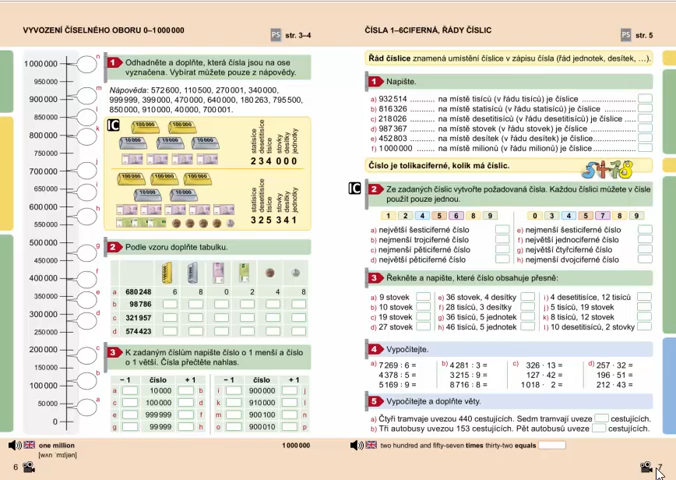 VYVOZENÍ ČÍSELNÉHO OBORU 0–1 000 000
PS str. 3–4
1 000 000
950 000
900 000
850 000
800 000
750 000
700 000
650 000
600 000
550 000
500 000
450 000
400 000
350 000
300 000
250 000
200 000
150 000
100 000
50 000
0
n
m
l
k
j
i
h
g
f
e
d
c
b
a
1 Odhadněte a doplňte, která čísla jsou na ose
vyznačena. Vybírat můžete pouze z nápovědy.
Nápověda: 572 600, 110 500, 270 001, 340 000,
999 999, 399 000, 470 000, 640 000, 180 263, 795 500,
850 000, 910 000, 40 000, 700 001.
statisíce
desetitisíce
tisíce
stovky
desítky
jednotky
2 3 4 0 0 0
statisíce
desetitisíce
tisíce
stovky
desítky
jednotky
3 2 5 3 4 1
2 Podle vzoru doplňte tabulku.
a 680 248 6 8 0 2 4 8
b 98 786
c 321 957
d 574 423
3 K zadaným číslům napište číslo o 1 menší a číslo
o 1 větší. Čísla přečtěte nahlas.
– 1 číslo + 1 – 1 číslo + 1
a 10 000 b i 900 000 j
c 100 000 d k 910 000 l
e 999 999 f m 900 100 n
g 99 999 h o 900 010 p
one million
1 000 000
6
ČÍSLA 1–6CIFERNÁ, ŘÁDY ČÍSLIC
PS str. 5
Řád číslice znamená umístění číslice v zápisu čísla (řád jednotek, desítek, …).
1 Napište.
a) 932 514 .......... na místě tisíců (v řádu tisíců) je číslice ..........
b) 816 326 .......... na místě statisíců (v řádu statisíců) je číslice ..........
c) 218 026 .......... na místě desetitisíců (v řádu desetitisíců) je číslice ..........
d) 987 367 .......... na místě stovek (v řádu stovek) je číslice ..........
e) 452 803 .......... na místě desítek (v řádu desítek) je číslice..........
f) 1 000 000 .......... na místě milionů (v řádu milionů) je číslice..........
Číslo je tolikaciferné, kolik má číslic.
5478
2 Ze zadaných číslic vytvořte požadovaná čísla. Každou číslici můžete v čísle
použít pouze jednou.
1 2 4 5 6 8 9
0 3 4 5 7 8 9
a) největší šesticiferné číslo
b) nejmenší trojciferné číslo
c) nejmenší pěticiferné číslo
d) největší pěticiferné číslo
e) nejmenší šesticiferné číslo
f) největší jednociferné číslo
g) největší čtyřciferné číslo
h) nejmenší dvojciferné číslo
3 Řekněte a napište, které číslo obsahuje přesně:
a) 9 stovek e) 36 stovek, 4 desítky i) 4 desetitisíce, 12 tisíců
b) 10 stovek f) 28 tisíců, 3 desítky j) 5 tisíců, 19 stovek
c) 19 stovek g) 36 tisíců, 5 jednotek k) 8 tisíců, 12 stovek
d) 27 stovek h) 46 tisíců, 5 jednotek l) 10 desetitisíců, 2 stovky
4 Vypočítejte.
a) 7 269 : 6 = b) 4 281 : 3 = c) 326 · 13 = d) 257 · 32 =
4 378 : 5 = 3 215 : 9 = 127 · 42 = 196 · 51 =
5 169 : 9 = 8 716 : 8 = 1 018 · 2 = 212 · 43 =
5 Vypočítejte a doplňte věty.
a) Čtyři tramvaje uvezou 440 cestujících. Sedm tramvají uveze cestujících.
b) Tři autobusy uvezou 153 cestujících. Pět autobusů uveze cestujících.
two hundred and fifty-seven times thirty-two equals
7